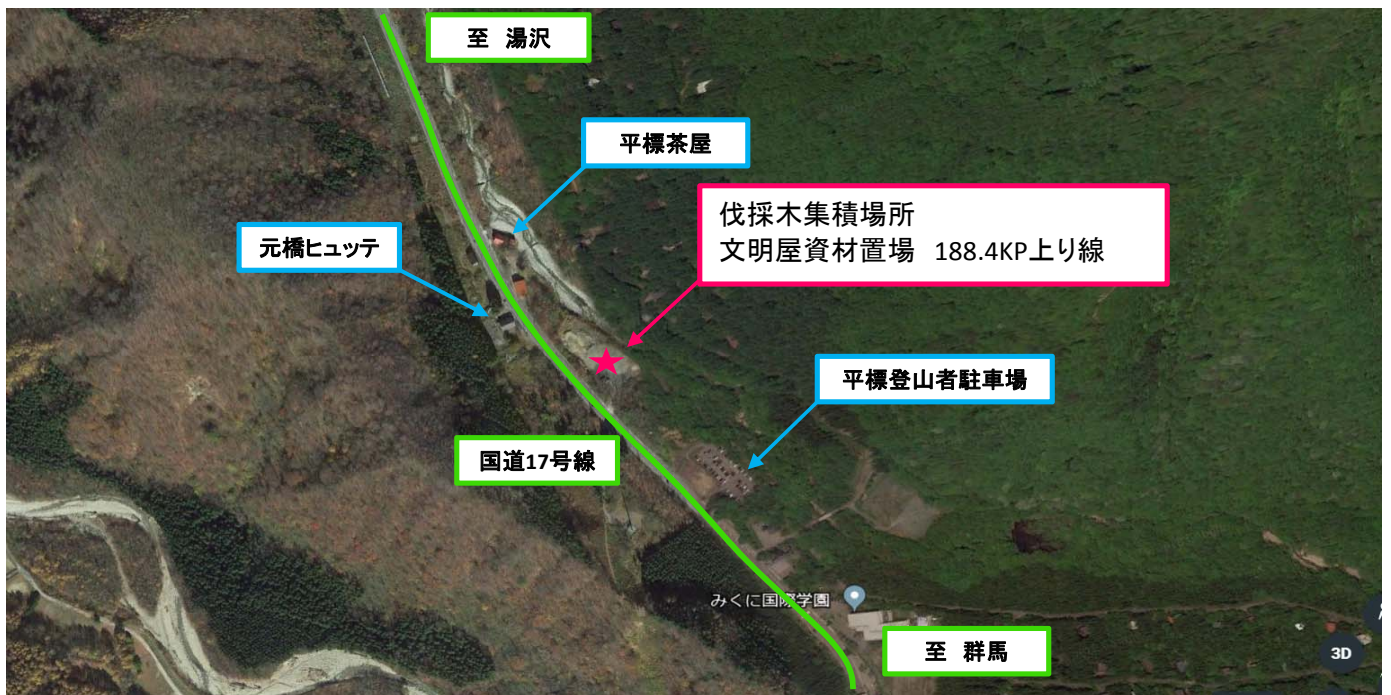 至 湯沢
平標茶屋
伐採木集積場所
文明屋資材置場 188.4KP上り線
元橋ヒュッテ
平標登山者駐車場
国道17号線
みくに国際学園
至 群馬
3D